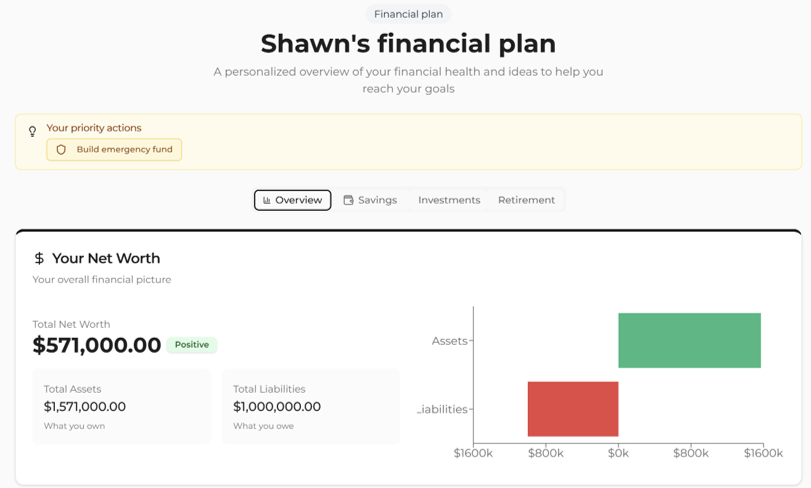 Financial plan
Shawn's financial plan
A personalized overview of your financial health and ideas to help you
reach your goals
Your priority actions
Build emergency fund
Overview Savings Investments Retirement
$ Your Net Worth
Your overall financial picture
Total Net Worth
$571,000.00 Positive
Total Assets
$1,571,000.00
What you own
Total Liabilities
$1,000,000.00
What you owe
Assets
iabilities
$1600k $800k $0k $800k $1600k